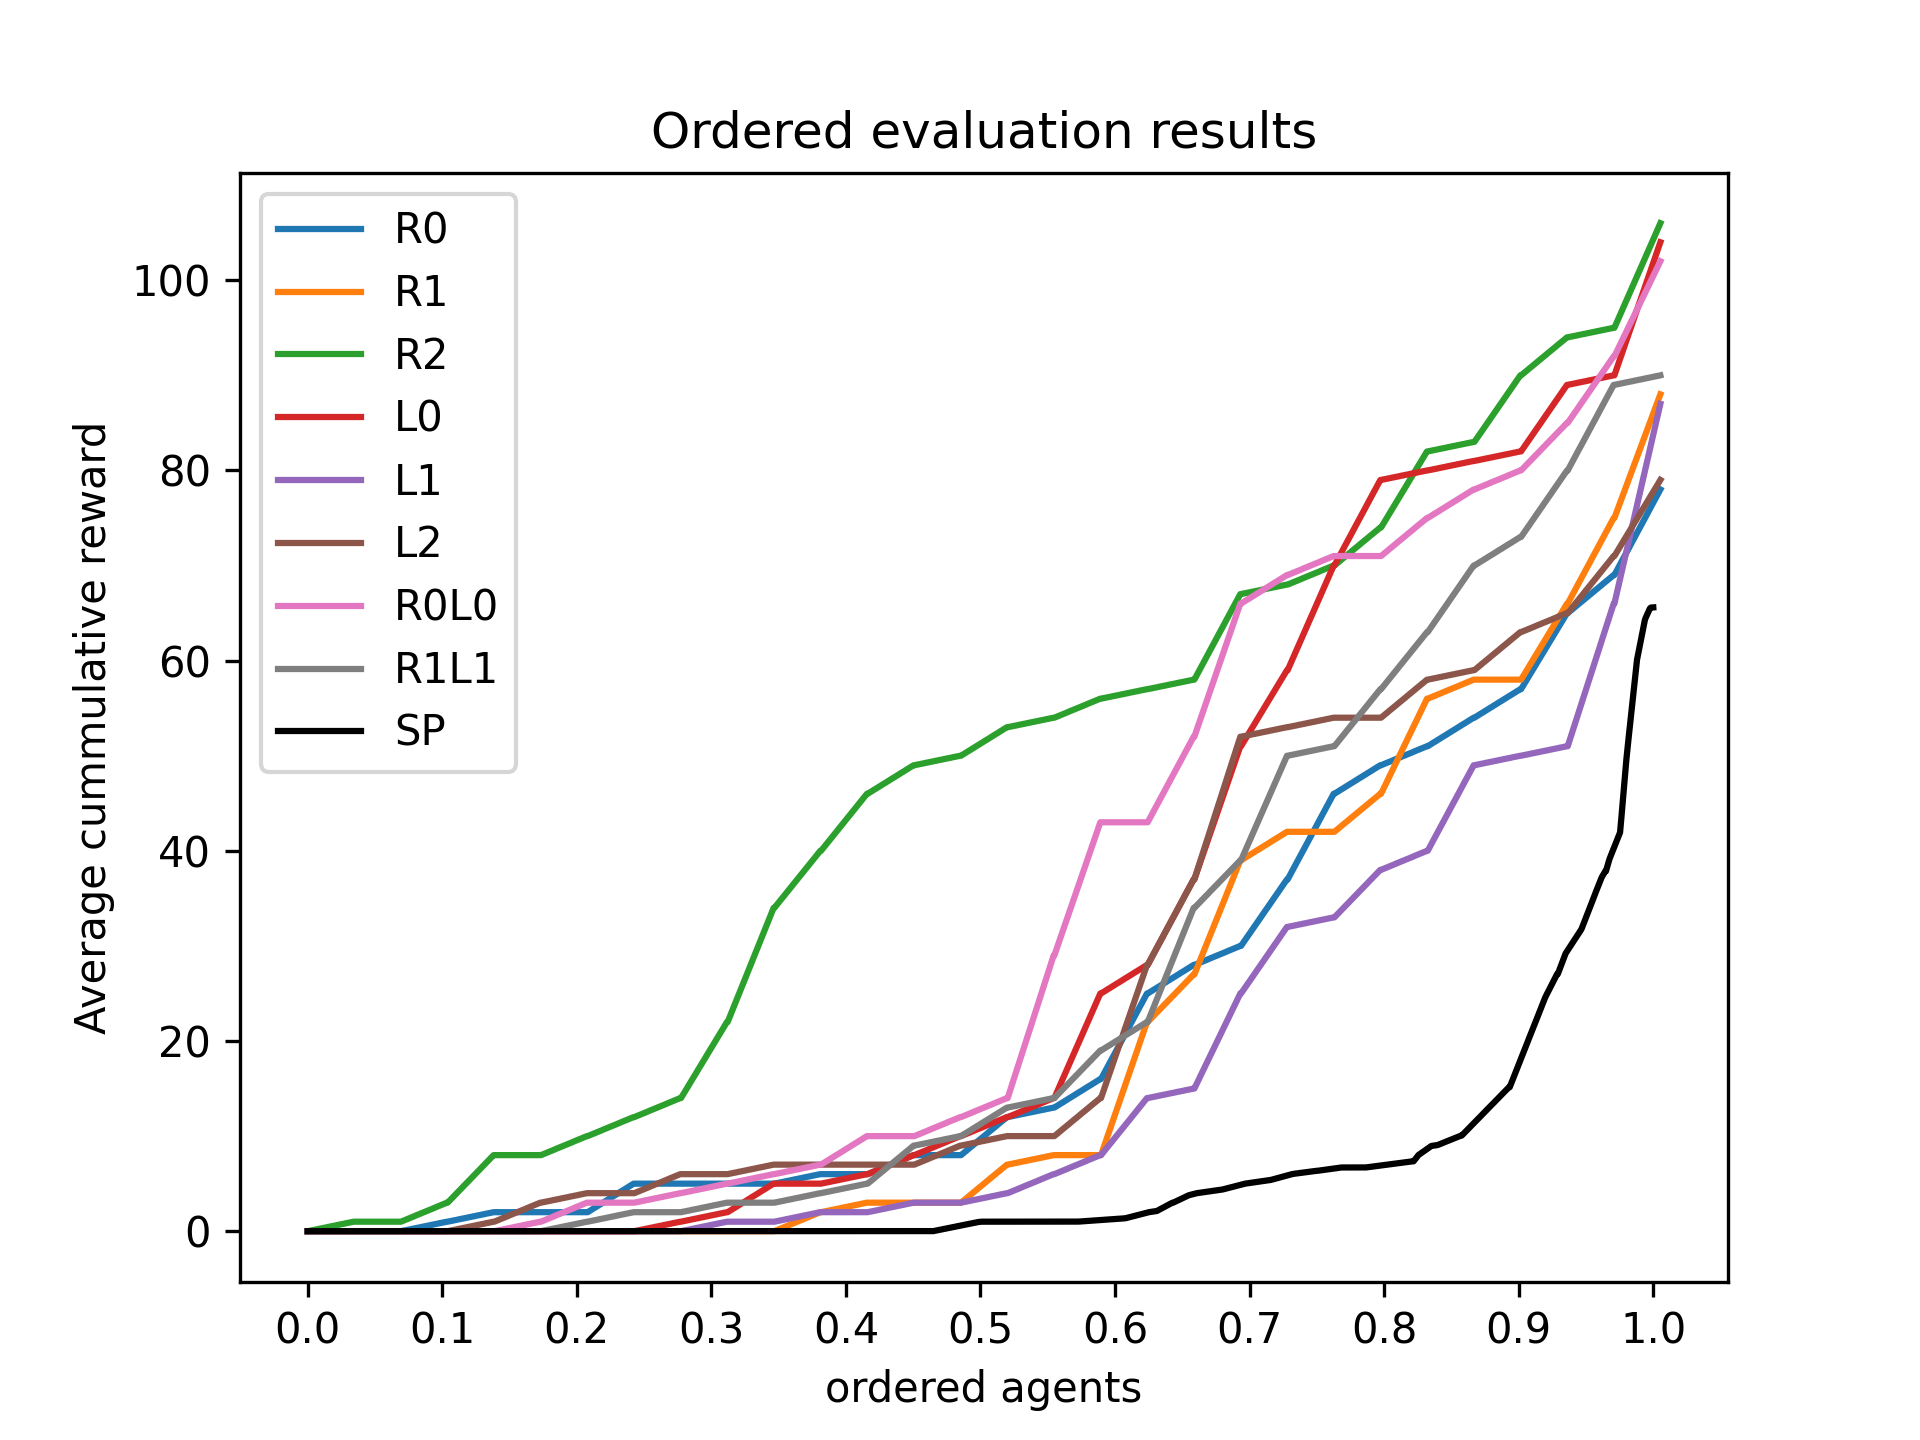 Ordered evaluation results
Average cummulative reward
100
80
60
40
20
0
R0
R1
R2
L0
L1
L2
R0L0
R1L1
SP
0.0 0.1 0.2 0.3 0.4 0.5 0.6 0.7 0.8 0.9 1.0
ordered agents